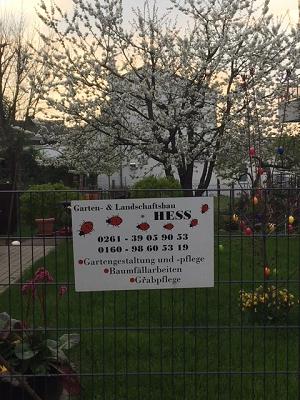 Garten- & Landschaftsbau
HESS
0261 - 39 05 90 53
0160 - 98 60 53 19
Gartengestaltung und -pflege
Baumfällarbeiten
Grabpflege